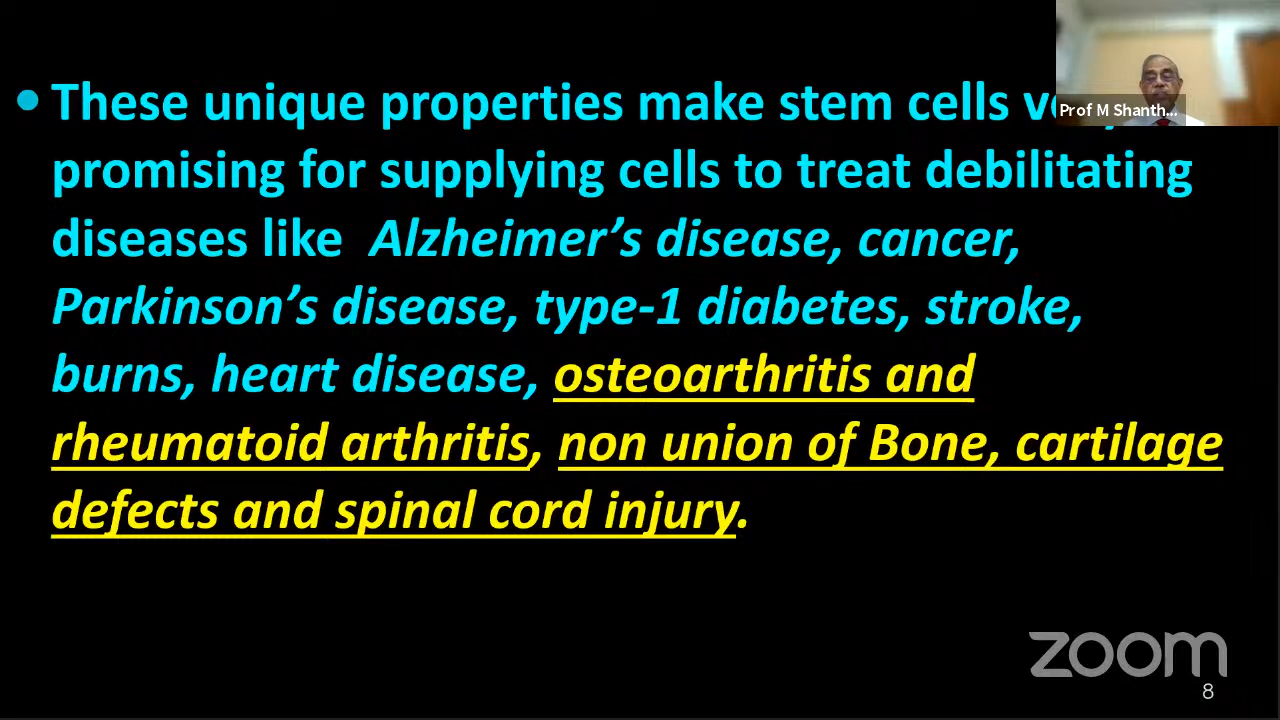 • These unique properties make stem cells
promising for supplying cells to treat debilitating
diseases like Alzheimer’s disease, cancer,
Parkinson’s disease, type-1 diabetes, stroke,
burns, heart disease, osteoarthritis and
rheumatoid arthritis, non union of Bone, cartilage
defects and spinal cord injury.
Prof M Shanth...
zoom
8